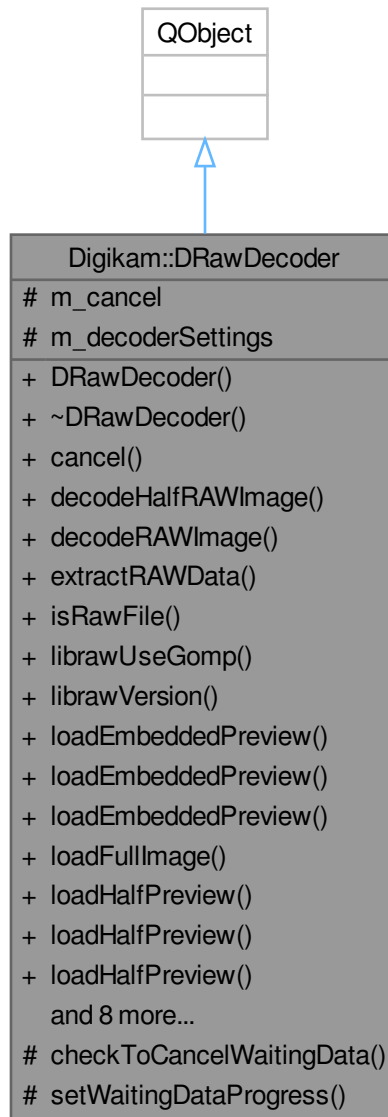 QObject
Digikam::DRawDecoder
# m_cancel
# m_decoderSettings
+ DRawDecoder()
+ ~DRawDecoder()
+ cancel()
+ decodeHalfRAWImage()
+ decodeRAWImage()
+ extractRAWData()
+ isRawFile()
+ librawUseGomp()
+ librawVersion()
+ loadEmbeddedPreview()
+ loadEmbeddedPreview()
+ loadEmbeddedPreview()
+ loadFullImage()
+ loadHalfPreview()
+ loadHalfPreview()
+ loadHalfPreview()
and 8 more...
# checkToCancelWaitingData()
# setWaitingDataProgress()